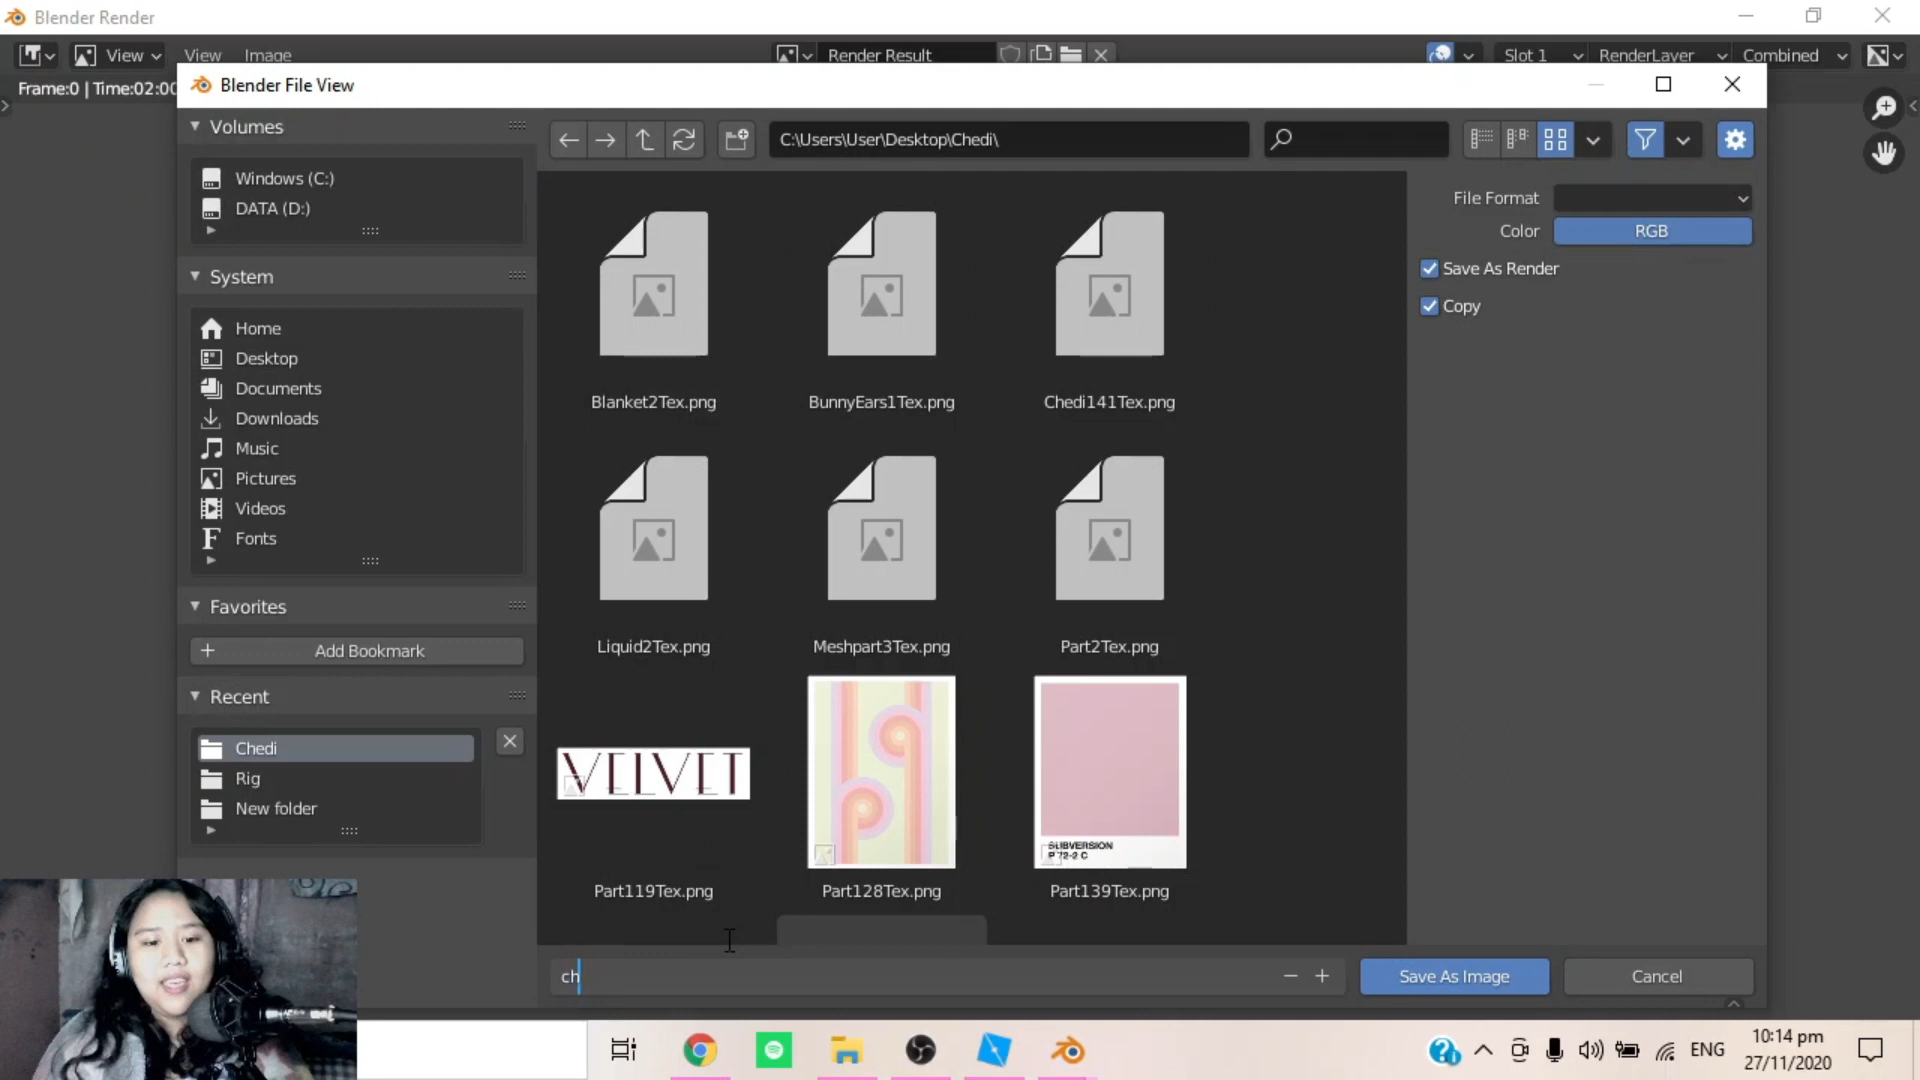 Blender Render
View View Image Render Result Slot 1 RenderLayer Combined
Frame:0 | Time:02:00
Blender File View
Volumes
Windows (C:)
DATA (D:)
System
Home
Desktop
Documents
Downloads
Music
Pictures
Videos
Fonts
Favorites
Add Bookmark
Recent
Chedi
Rig
New folder
C:\Users\User\Desktop\Chedi\
Blanket2Tex.png BunnyEars1Tex.png Chedi141Tex.png
Liquid2Tex.png Meshpart3Tex.png Part2Tex.png
VELVET
SUBVERSION
P 72-2 C
Part119Tex.png Part128Tex.png Part139Tex.png
File Format
Color RGB
Save As Render
Copy
ch
Save As Image Cancel
ENG
10:14 pm
27/11/2020